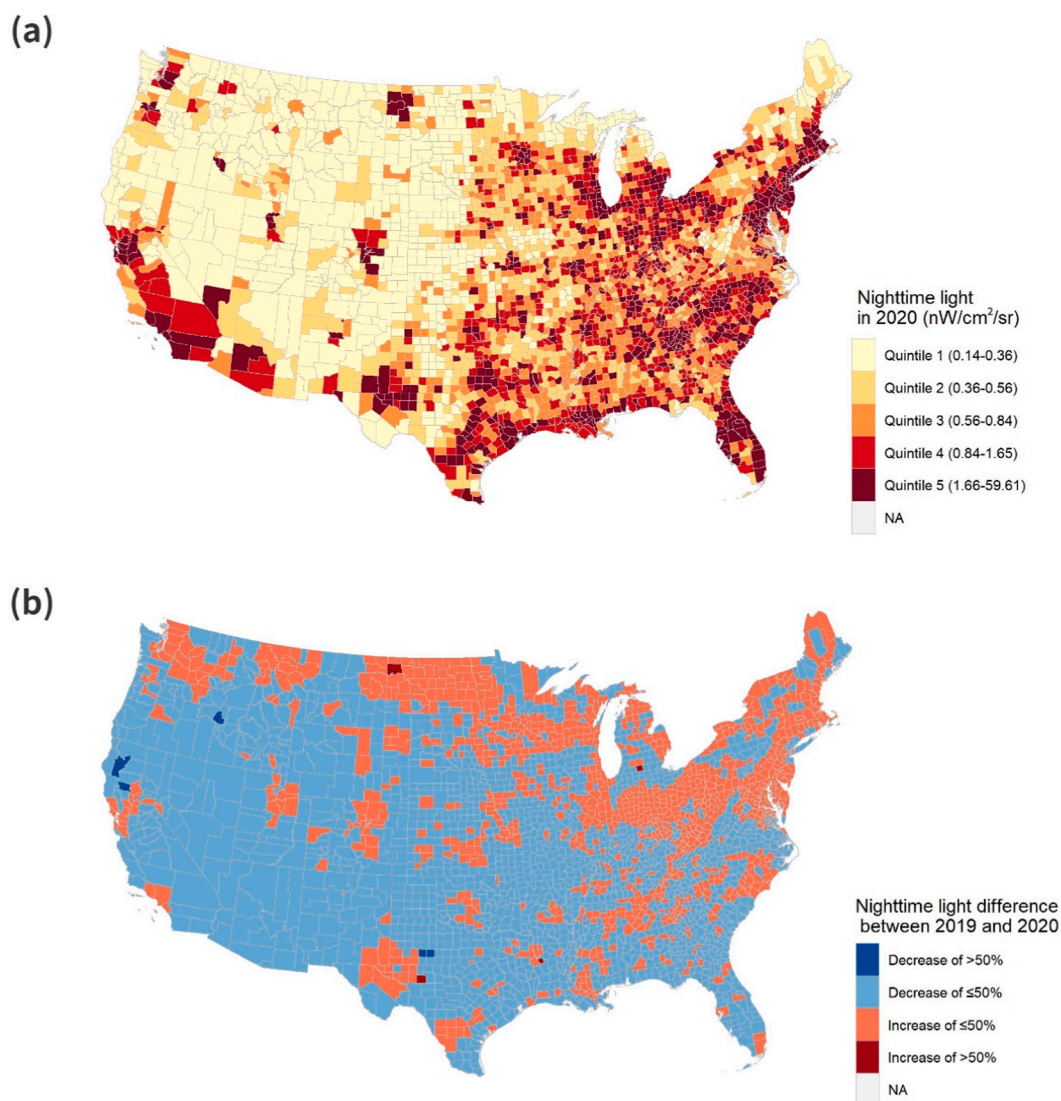 (a)
Nighttime light
in 2020 (nW/cm²/sr)
Quintile 1 (0.14-0.36)
Quintile 2 (0.36-0.56)
Quintile 3 (0.56-0.84)
Quintile 4 (0.84-1.65)
Quintile 5 (1.66-59.61)
NA
(b)
Nighttime light difference
between 2019 and 2020
Decrease of >50%
Decrease of ≤50%
Increase of ≤50%
Increase of >50%
NA